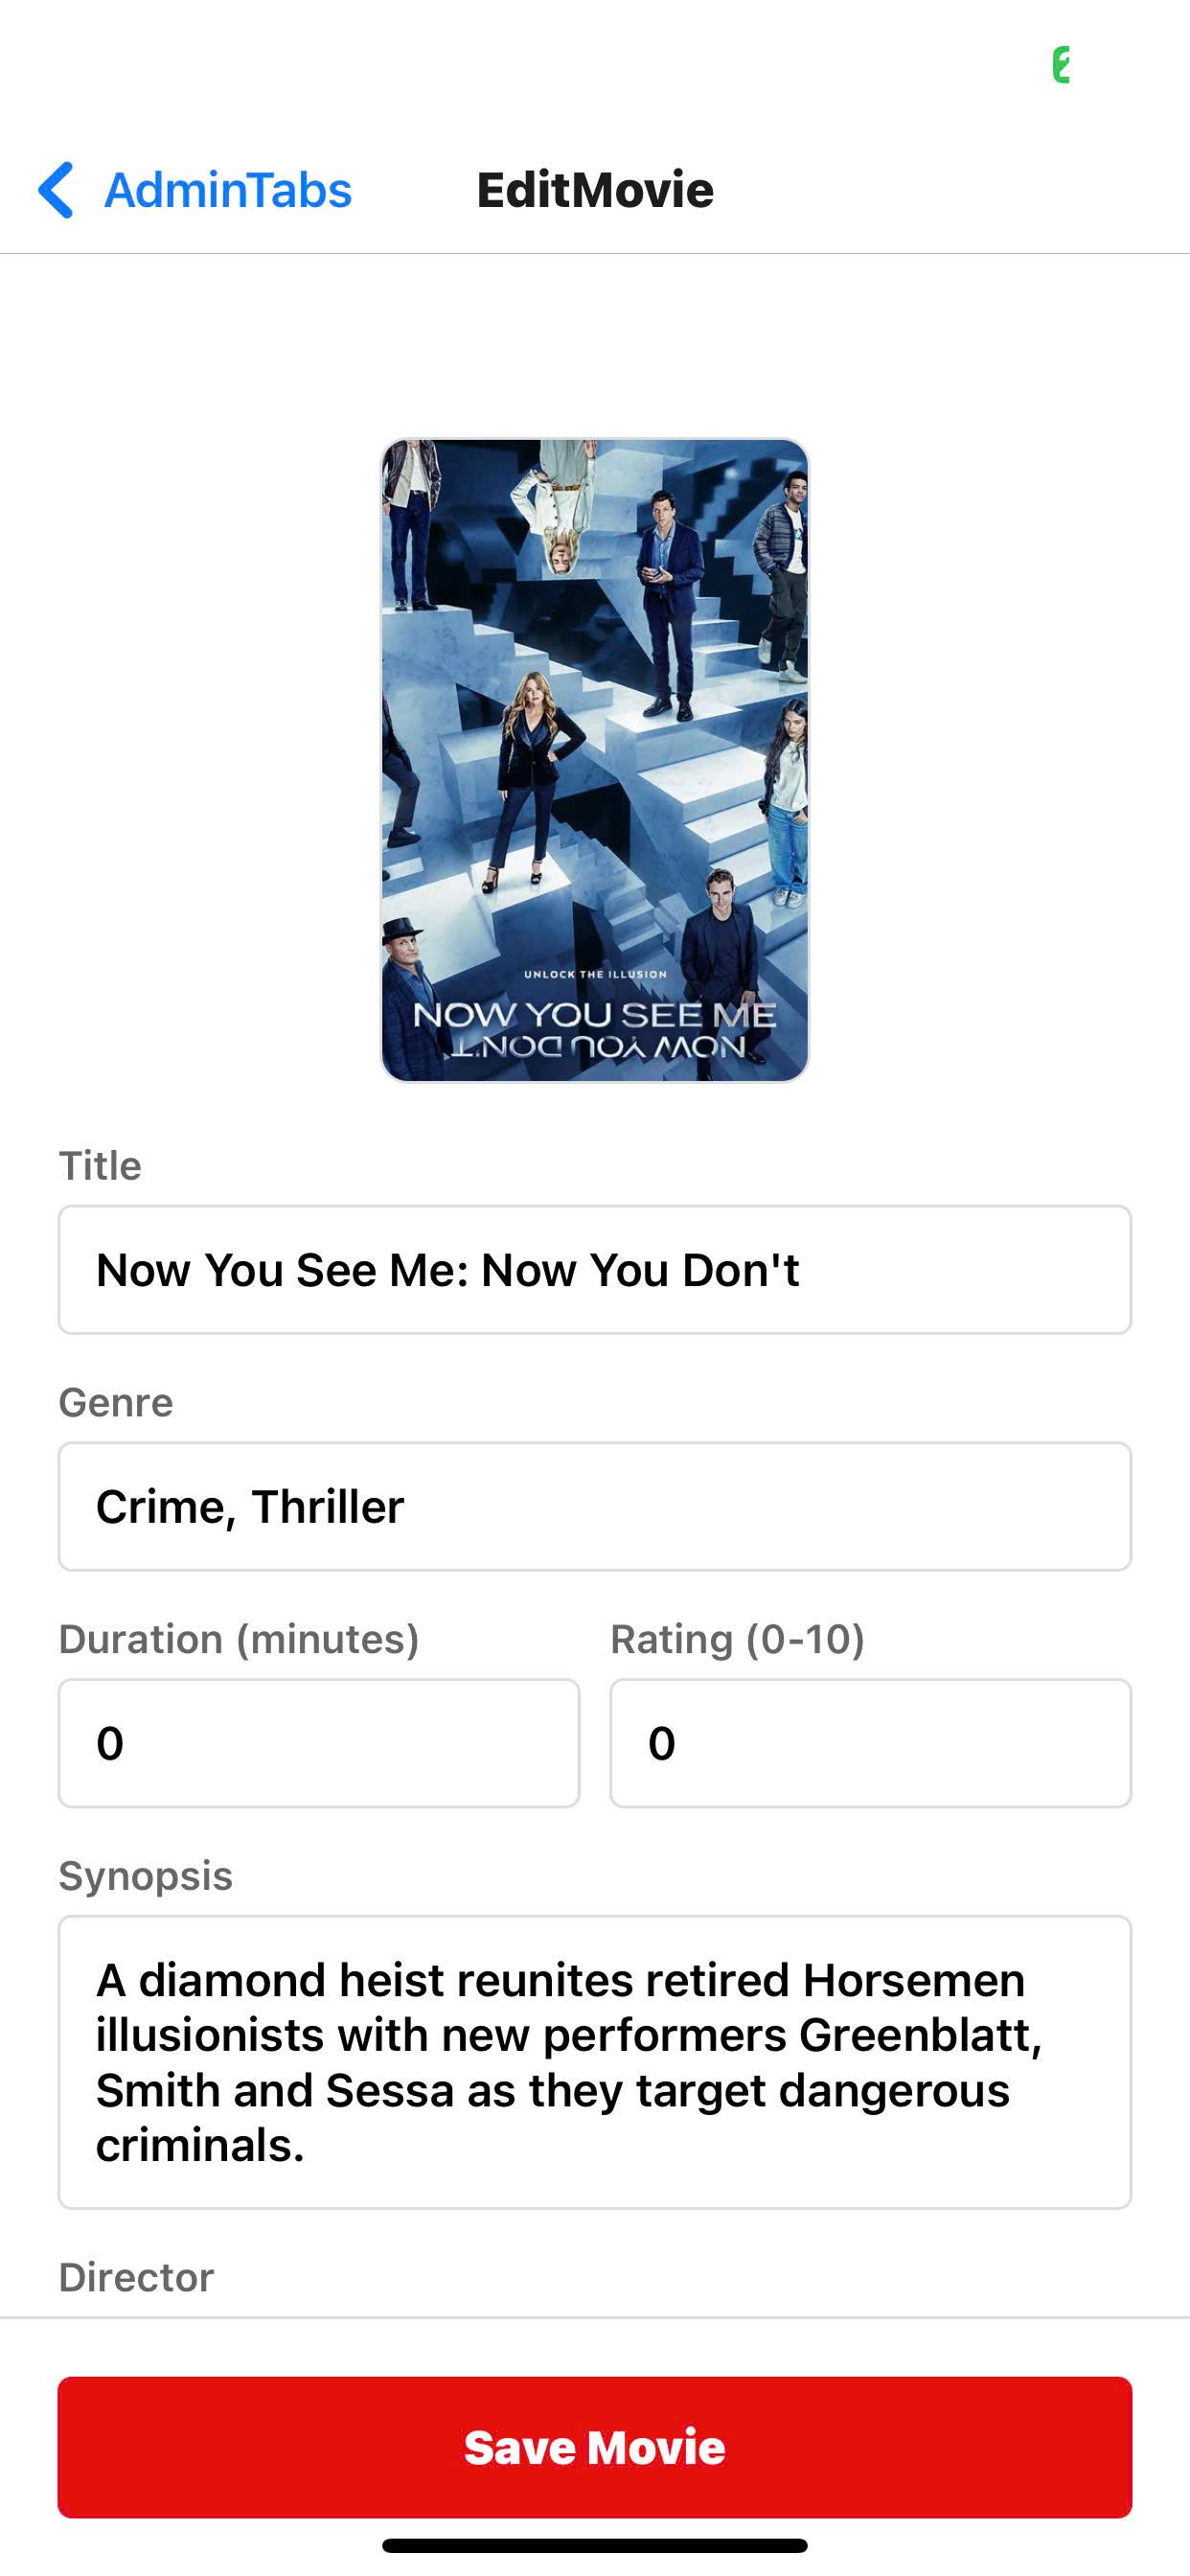 AdminTabs
EditMovie
UNLOCK THE ILLUSION
NOW YOU SEE ME
NOW YOU DON'T
Title
Now You See Me: Now You Don't
Genre
Crime, Thriller
Duration (minutes)
Rating (0-10)
0
0
Synopsis
A diamond heist reunites retired Horsemen
illusionists with new performers Greenblatt,
Smith and Sessa as they target dangerous
criminals.
Director
Save Movie